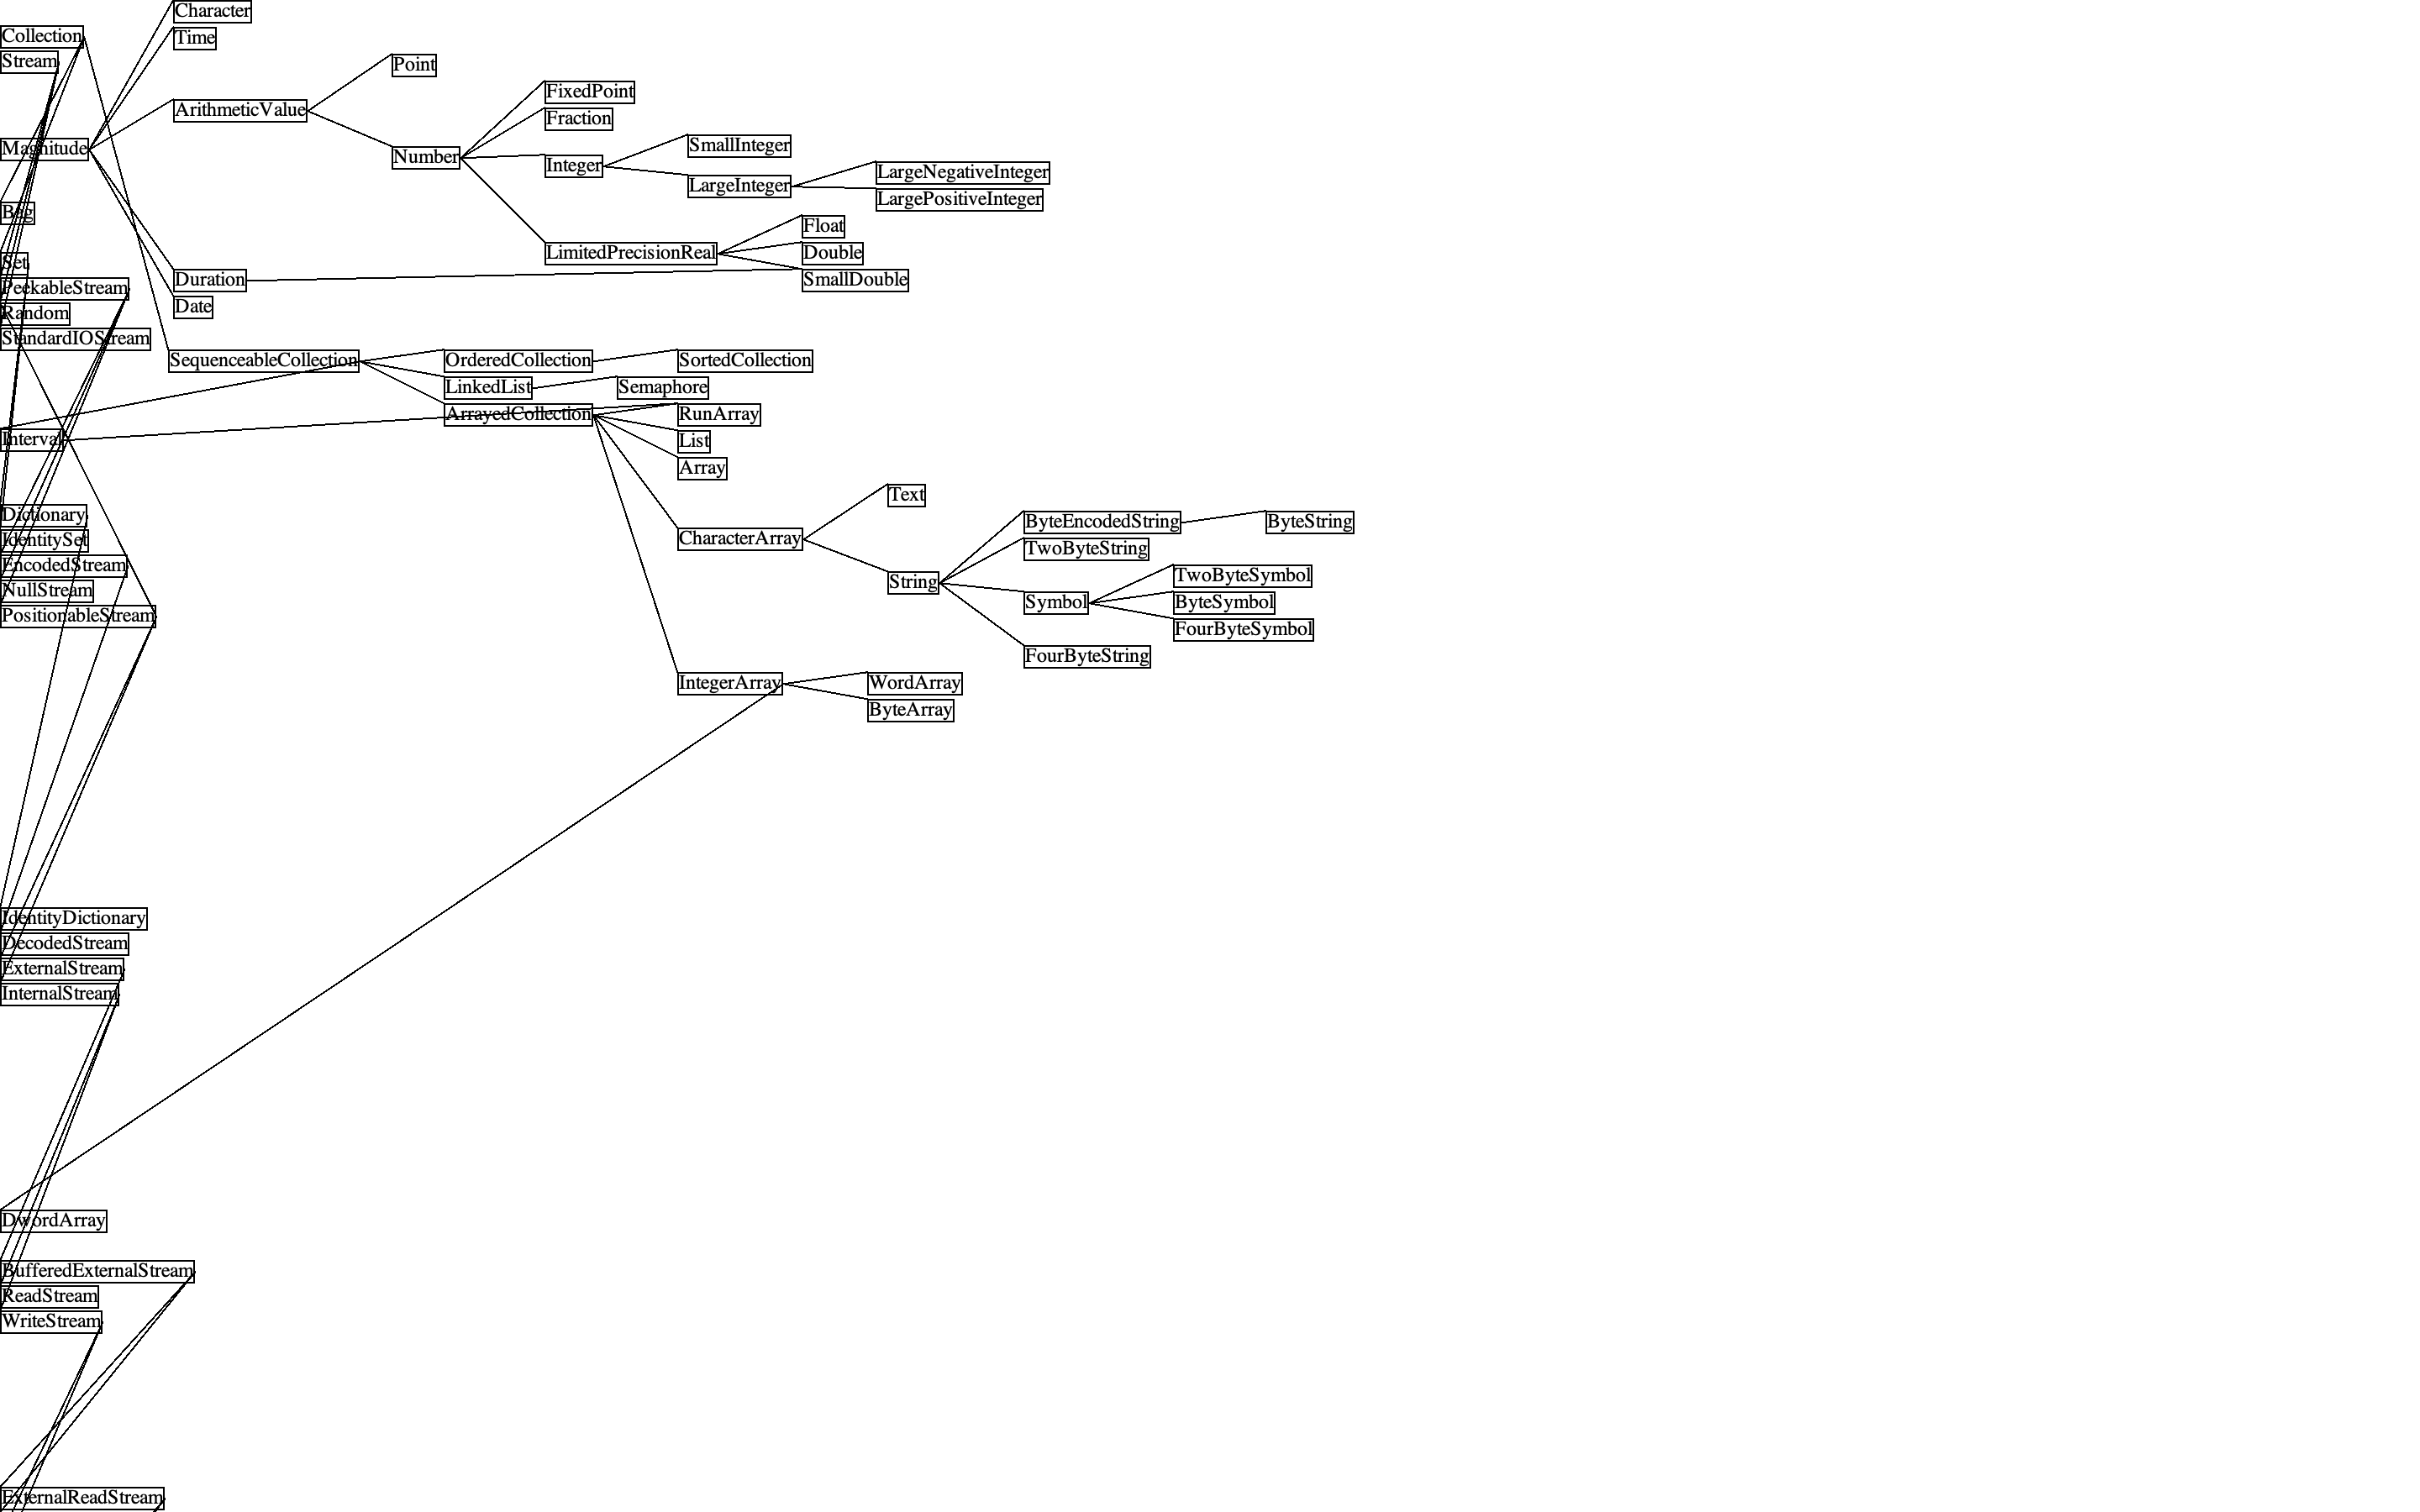 Character
Collection
Time
Stream
Point
FixedPoint
ArithmeticValue
Fraction
Magnitude
SmallInteger
Number
Integer
LargeNegativeInteger
LargeInteger
LargePositiveInteger
Bag
Float
LimitedPrecisionReal
Double
Set
Duration
SmallDouble
PeekableStream
Date
Random
StandardIOStream
SequenceableCollection
OrderedCollection
SortedCollection
LinkedList
Semaphore
ArrayedCollection
RunArray
Interval
List
Array
Text
Dictionary
ByteEncodedString
ByteString
IdentitySet
CharacterArray
TwoByteString
EncodedStream
TwoByteSymbol
NullStream
String
Symbol
ByteSymbol
PositionableStream
FourByteSymbol
FourByteString
IntegerArray
WordArray
ByteArray
IdentityDictionary
DecodedStream
ExternalStream
InternalStream
DwordArray
BufferedExternalStream
ReadStream
WriteStream
ExternalReadStream